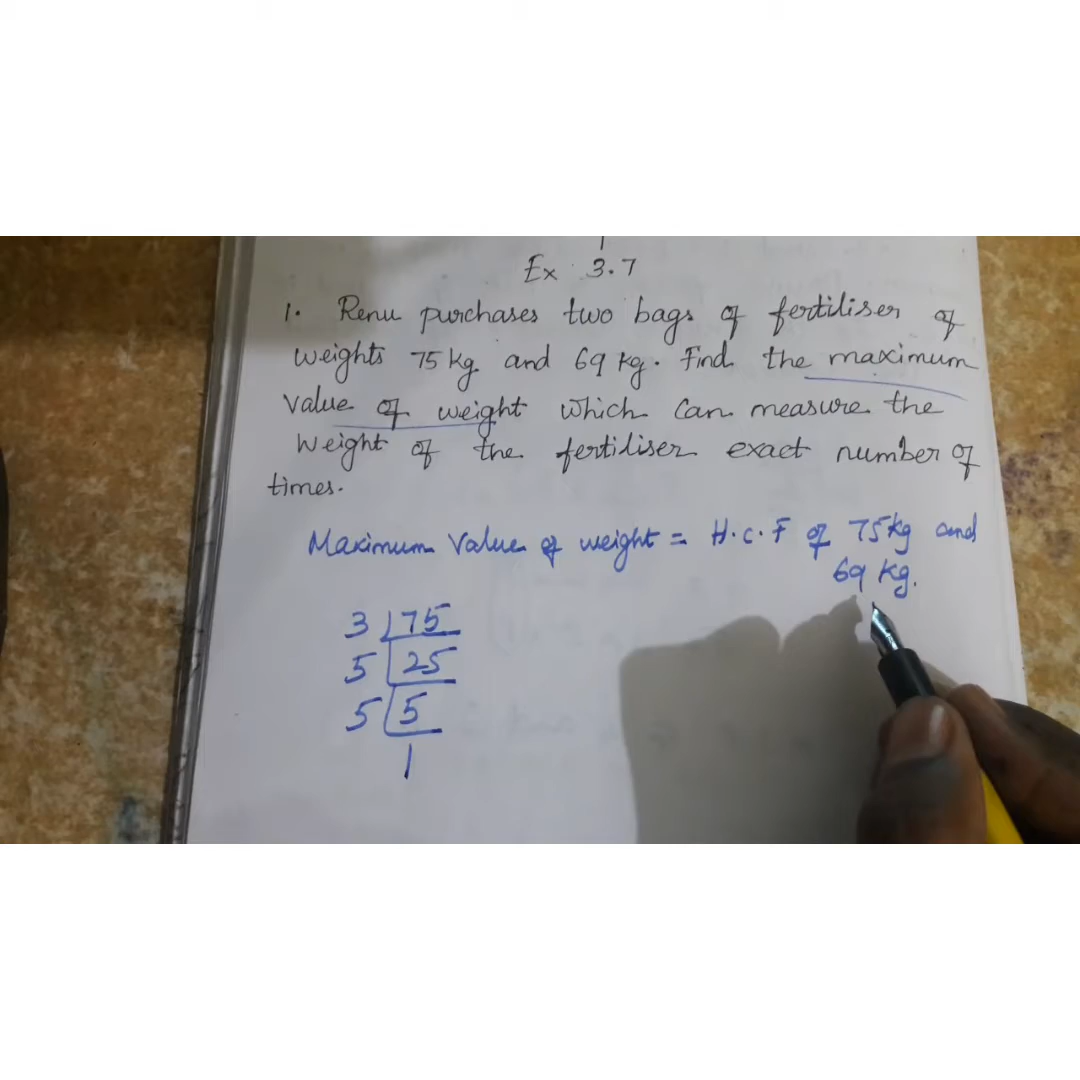 Ex 3.7
1. Renu purchases two bags of fertiliser of
weights 75 kg and 69 kg. Find the maximum
value of weight which can measure the
weight of the fertiliser exact number of
times.
Maximum Value of weight = H.C.F of 75kg and
69 kg.
3 75
5 25
5 5
1